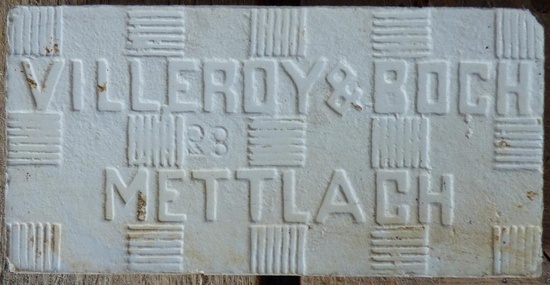 VILLEROY & BOCH
28
METTLACH